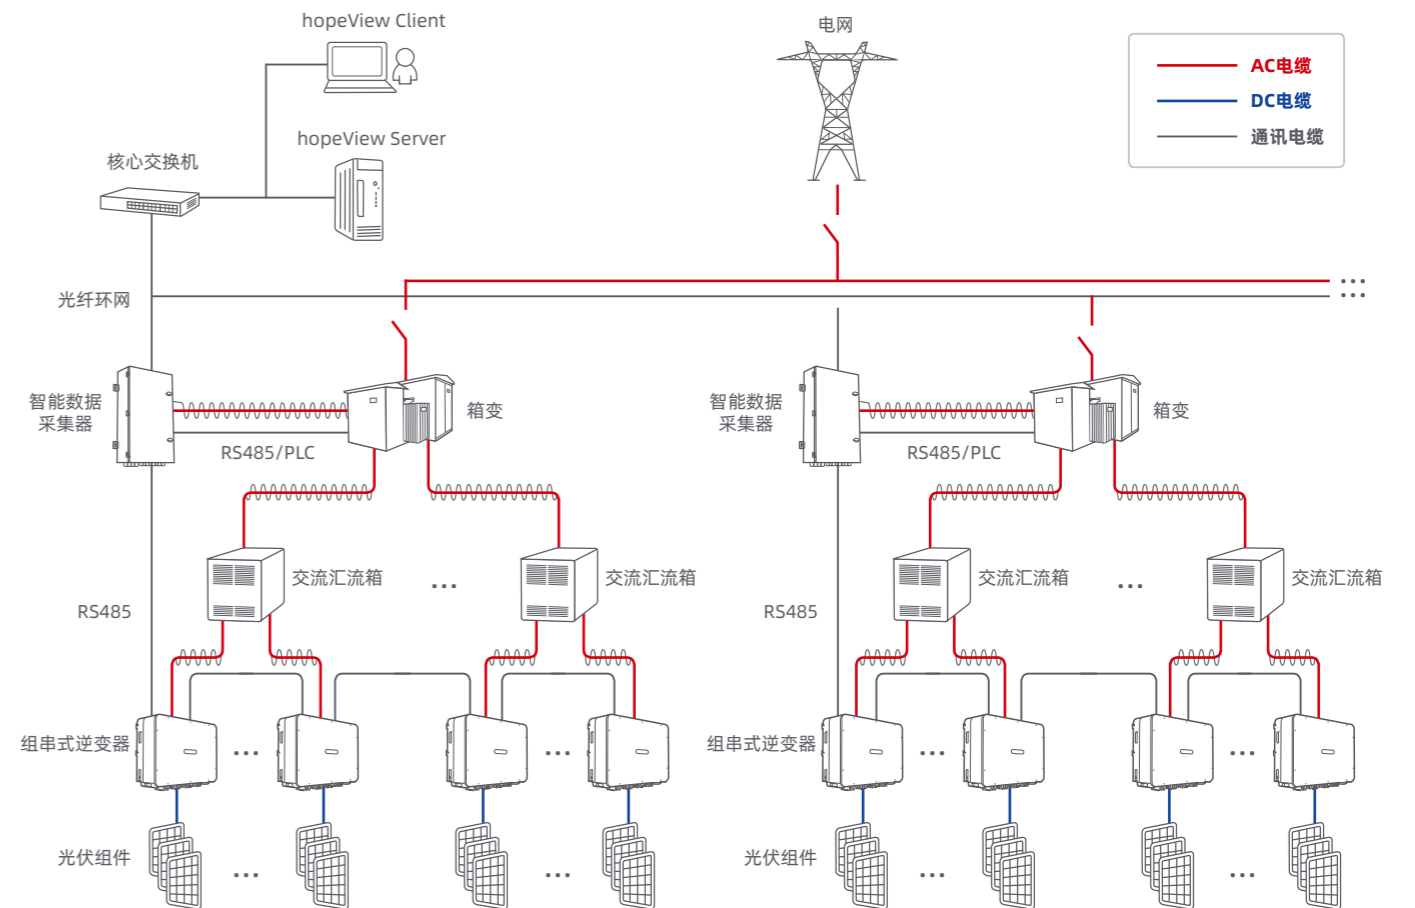 hopeView Client
电网
AC电缆
DC电缆
通讯电缆
hopeView Server
核心交换机
光纤环网
智能数据
采集器
箱变
RS485/PLC
智能数据
采集器
箱变
RS485/PLC
交流汇流箱
...
交流汇流箱
交流汇流箱
...
交流汇流箱
RS485
RS485
组串式逆变器
...
...
组串式逆变器
...
...
光伏组件
...
...
光伏组件
...
...